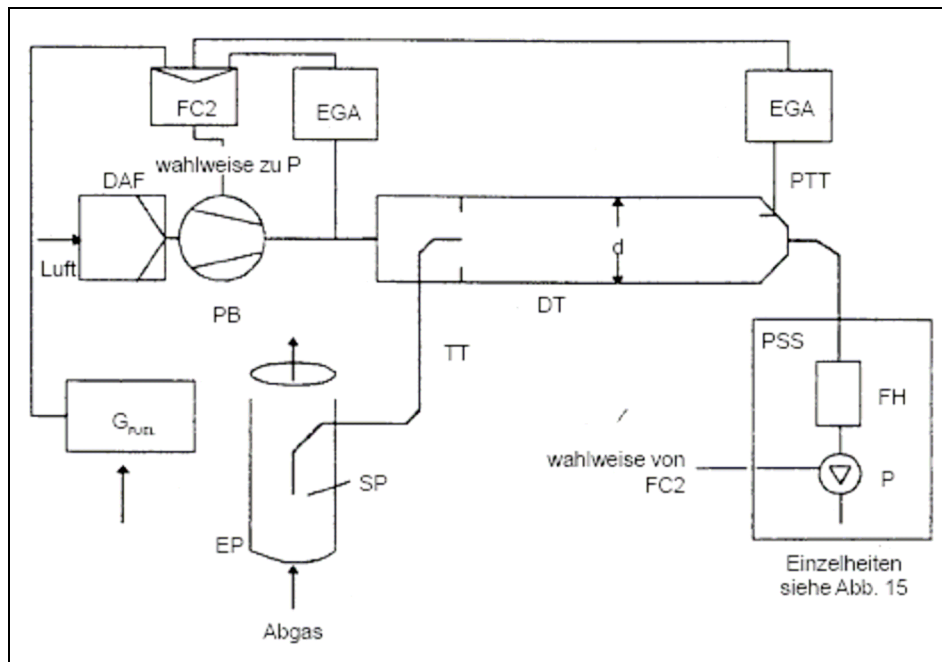 FC2
EGA
EGA
wahlweise zu P
DAF
PTT
Luft
d
PB
DT
TT
PSS
FH
G FUEL
wahlweise von
FC2
P
SP
EP
Einzelheiten
siehe Abb. 15
Abgas